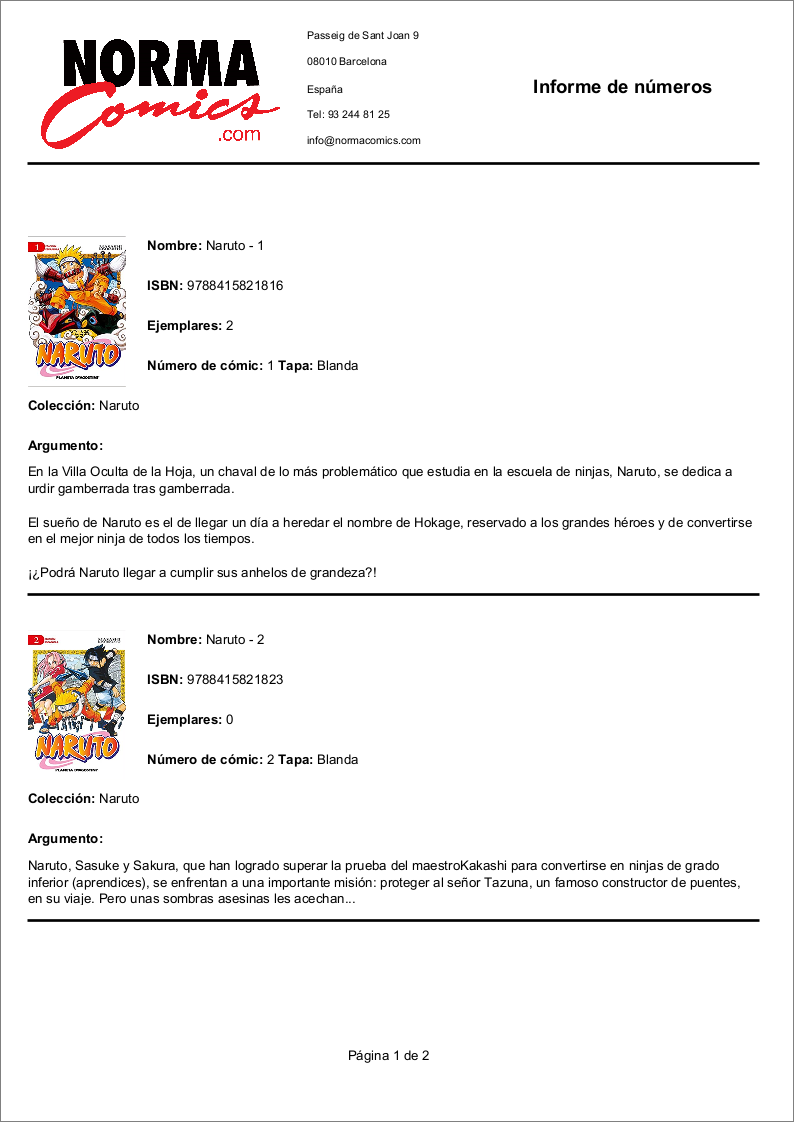 NORMA
Comics
.com
Passeig de Sant Joan 9
08010 Barcelona
España
Tel: 93 244 81 25
info@normacomics.com
Informe de números
1
NARUTO
PLANETA DEAGOSTINI
Nombre: Naruto - 1
ISBN: 9788415821816
Ejemplares: 2
Número de cómic: 1 Tapa: Blanda
Colección: Naruto
Argumento:
En la Villa Oculta de la Hoja, un chaval de lo más problemático que estudia en la escuela de ninjas, Naruto, se dedica a
urdir gamberrada tras gamberrada.
El sueño de Naruto es el de llegar un día a heredar el nombre de Hokage, reservado a los grandes héroes y de convertirse
en el mejor ninja de todos los tiempos.
¡¿Podrá Naruto llegar a cumplir sus anhelos de grandeza?!
2
NARUTO
PLANETA DEAGOSTINI
Nombre: Naruto - 2
ISBN: 9788415821823
Ejemplares: 0
Número de cómic: 2 Tapa: Blanda
Colección: Naruto
Argumento:
Naruto, Sasuke y Sakura, que han logrado superar la prueba del maestroKakashi para convertirse en ninjas de grado
inferior (aprendices), se enfrentan a una importante misión: proteger al señor Tazuna, un famoso constructor de puentes,
en su viaje. Pero unas sombras asesinas les acechan...
Página 1 de 2